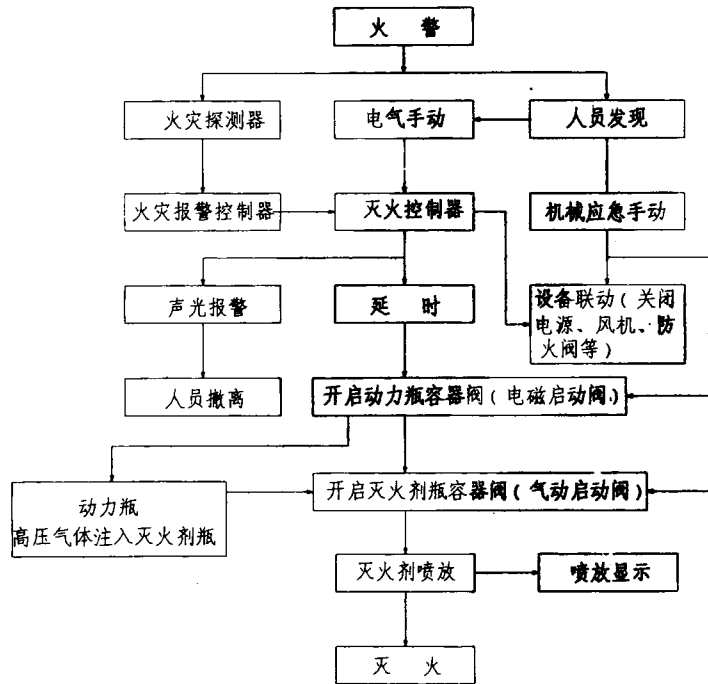 火 警
火灾探测器
电气手动
人员发现
火灾报警控制器
灭火控制器
机械应急手动
声光报警
延 时
设备联动(关闭
电源、风机、防
火阀等)
人员撤离
开启动力瓶容器阀(电磁启动阀)
动力瓶
高压气体注入灭火剂瓶
开启灭火剂瓶容器阀(气动启动阀)
灭火剂喷放
喷放显示
灭 火